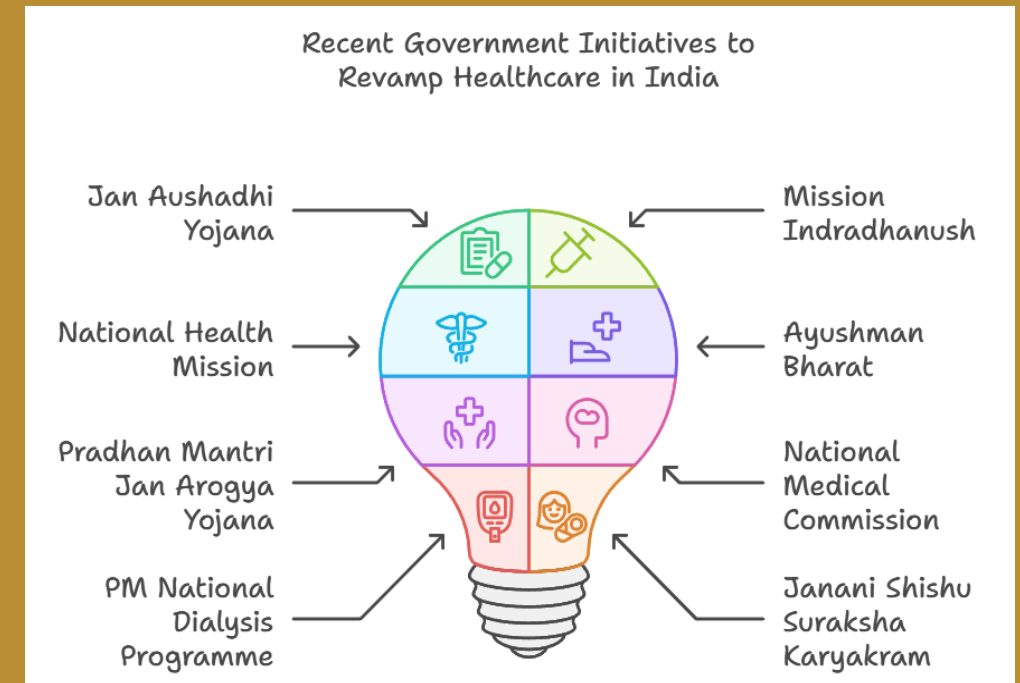 Recent Government Initiatives to
Revamp Healthcare in India
Jan Aushadhi
Yojana
Mission
Indradhanush
National Health
Mission
Ayushman
Bharat
Pradhan Mantri
Jan Arogya
Yojana
National
Medical
Commission
PM National
Dialysis
Programme
Janani Shishu
Suraksha
Karyakram